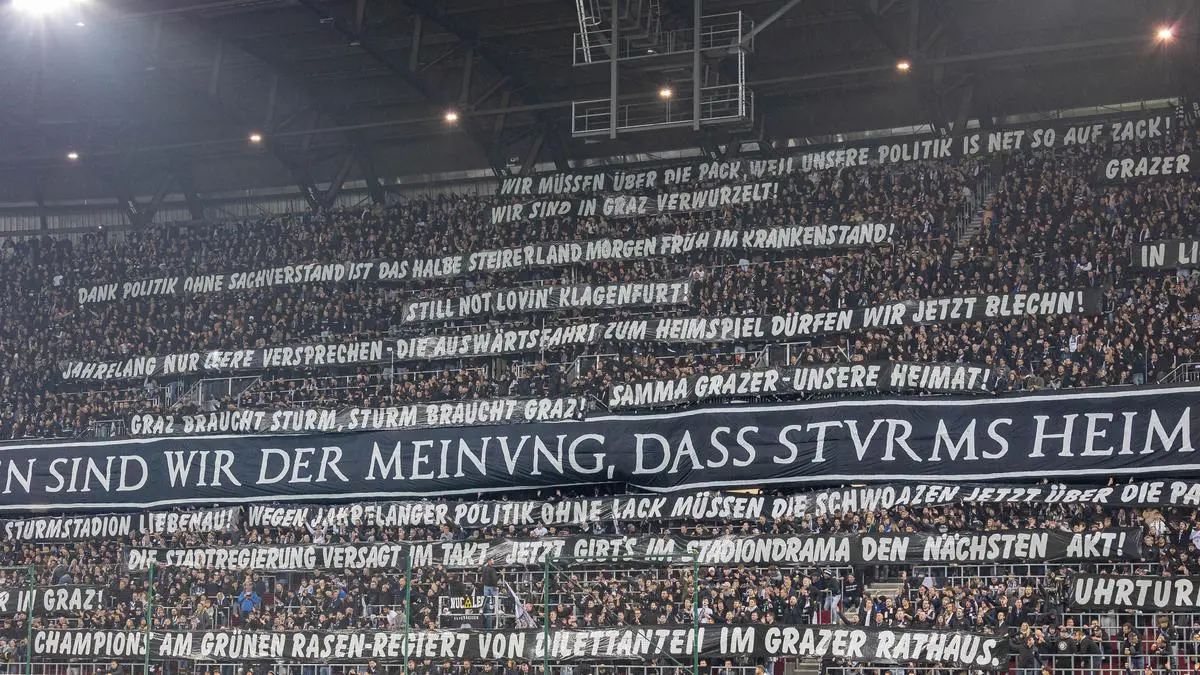 WIR MÜSSEN ÜBER DIE PACK WEIL UNSERE POLITIK IS NET SO AUF ZACK!
GRAZER
WIR SIND IN GRAZ VERWURZELT!
DANK POLITIK OHNE SACHVERSTAND IST DAS HALBE STEIRERLAND MORGEN FRÜH IM KRANKENSTAND!
IN LI
STILL NOT LOVIN KLAGENFURT!
JAHRELANG NUR LEERE VERSPRECHEN DIE AUSWÄRTSFAHRT ZUM HEIMSPIEL DÜRFEN WIR JETZT BLECHN!
SAMMA GRAZER-UNSERE HEIMAT!
GRAZ BRAUCHT STURM, STURM BRAUCHT GRAZ!
N SIND WIR DER MEINVNG, DASS STVRMS HEIM
STURMSTADION LIEBENAU!
WEGEN JAHRELANGER POLITIK OHNE LACK MÜSSEN DIE SCHWOAZEN JETZT ÜBER DIE PA
DIE STADTREGIERUNG VERSAGT IM TAKT JETZT GIBT'S IM STADIONDRAMA DEN NÄCHSTEN AKT!
R IN GRAZ!
UHRTUR
CHAMPIONS AM GRÜNEN RASEN-REGIERT VON DILETTANTEN IM GRAZER RATHAUS.